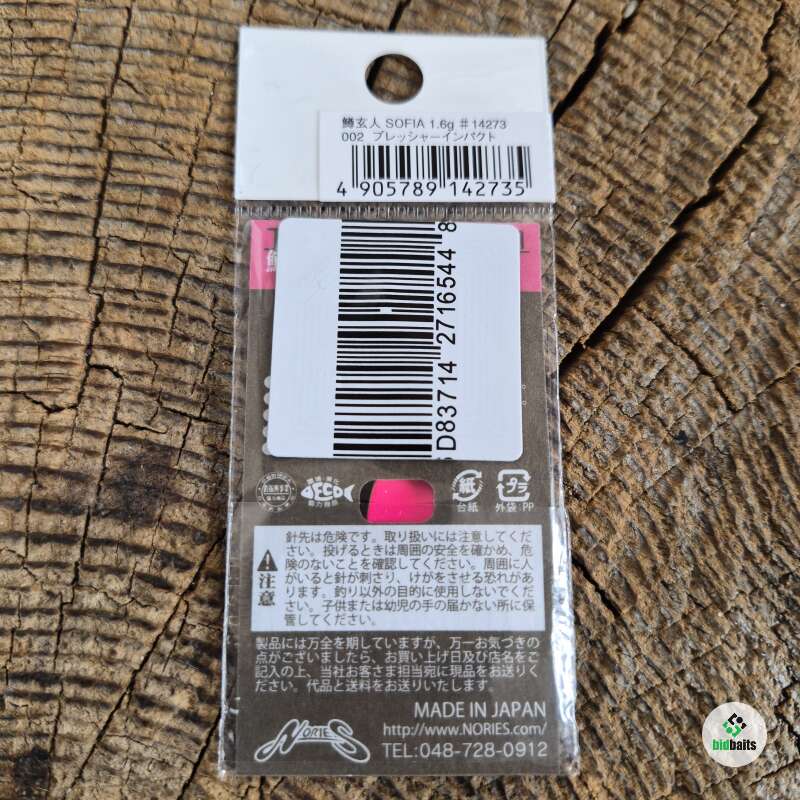 鱒玄人 SOFIA 1.6g ♯14273
002 プレッシャーインパクト
4 905789 142735
D83714 2716544 8
ECO
紙
台紙
プラ
外袋 PP
注意
針先は危険です。取り扱いには注意してくだ
さい。投げるときは周囲の安全を確かめ、危
険のないことを確認してください。周囲に人
がいると針が刺さり、けがをさせる恐れがあ
ります。釣り以外の目的に使用しないでくだ
さい。子供または幼児の手の届かない所に保
管してください。
製品には万全を期していますが、万一お気づきの
点がございましたら、お買い上げ日及び店名をご
記入の上、当社お客さま担当宛に現品をお送りく
ださい。代品と送料をお送りいたします。
MADE IN JAPAN
NORIES
http://www.NORIES.com/
TEL:048-728-0912
bidbaits